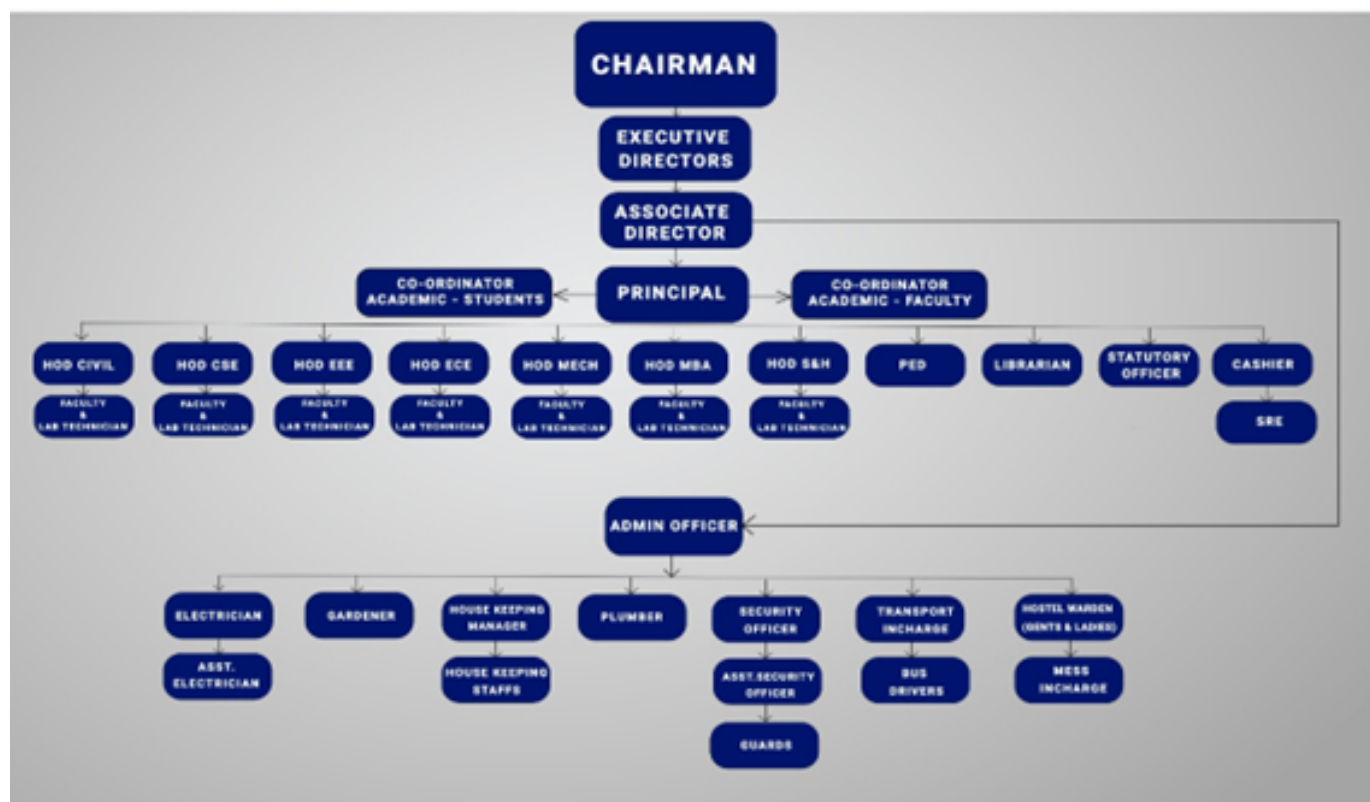 CHAIRMAN
EXECUTIVE
DIRECTORS
ASSOCIATE
DIRECTOR
CO-ORDINATOR
ACADEMIC - STUDENTS
PRINCIPAL
CO-ORDINATOR
ACADEMIC - FACULTY
HOD CIVIL
HOD CSE
HOD EEE
HOD ECE
HOD MECH
HOD MBA
HOD S&H
PED
LIBRARIAN
STATUTORY
OFFICER
CASHIER
FACULTY
&
LAB TECHNICIAN
FACULTY
&
LAB TECHNICIAN
FACULTY
&
LAB TECHNICIAN
FACULTY
&
LAB TECHNICIAN
FACULTY
&
LAB TECHNICIAN
FACULTY
&
LAB TECHNICIAN
FACULTY
&
LAB TECHNICIAN
SRE
ADMIN OFFICER
ELECTRICIAN
GARDENER
HOUSE KEEPING
MANAGER
PLUMBER
SECURITY
OFFICER
TRANSPORT
INCHARGE
HOSTEL WARDEN
(GENTS & LADIES)
ASST.
ELECTRICIAN
HOUSE KEEPING
STAFFS
ASST.SECURITY
OFFICER
BUS
DRIVERS
MESS
INCHARGE
GUARDS